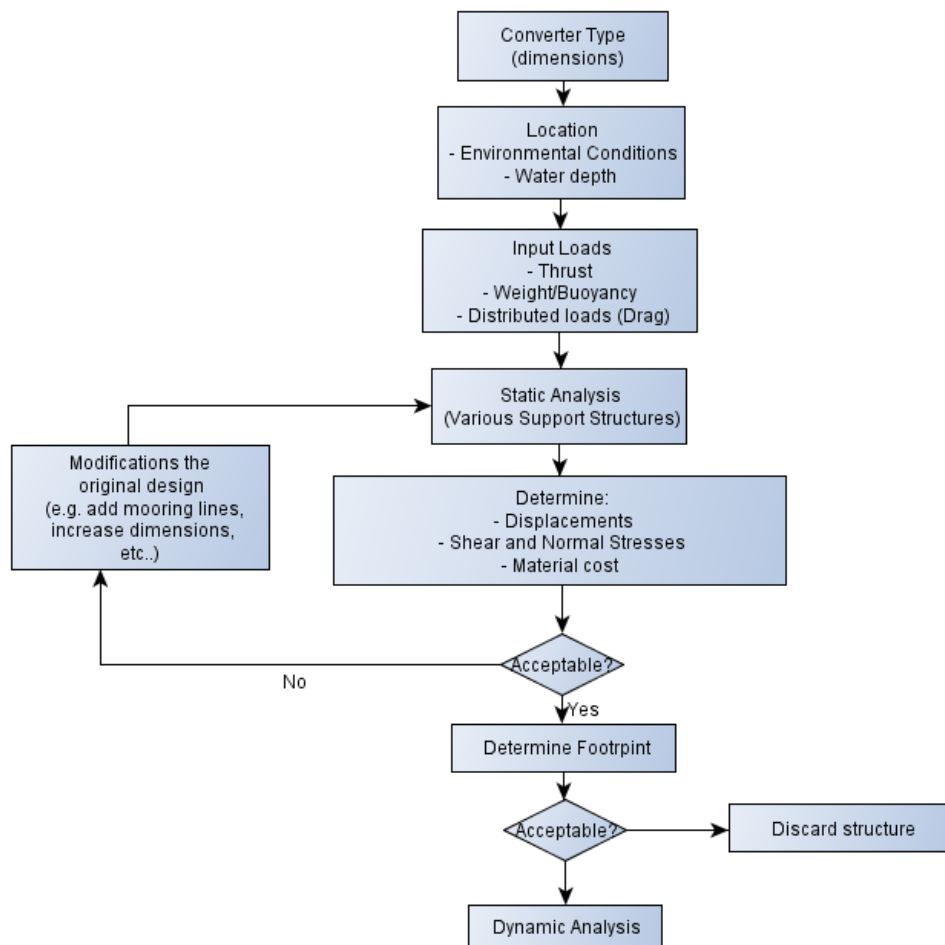 Converter Type
(dimensions)
Location
- Environmental Conditions
- Water depth
Input Loads
- Thrust
- Weight/Buoyancy
- Distributed loads (Drag)
Static Analysis
(Various Support Structures)
Modifications the
original design
(e.g. add mooring lines,
increase dimensions,
etc..)
Determine:
- Displacements
- Shear and Normal Stresses
- Material cost
Acceptable?
No
Yes
Determine Footrpint
Acceptable?
Discard structure
Dynamic Analysis